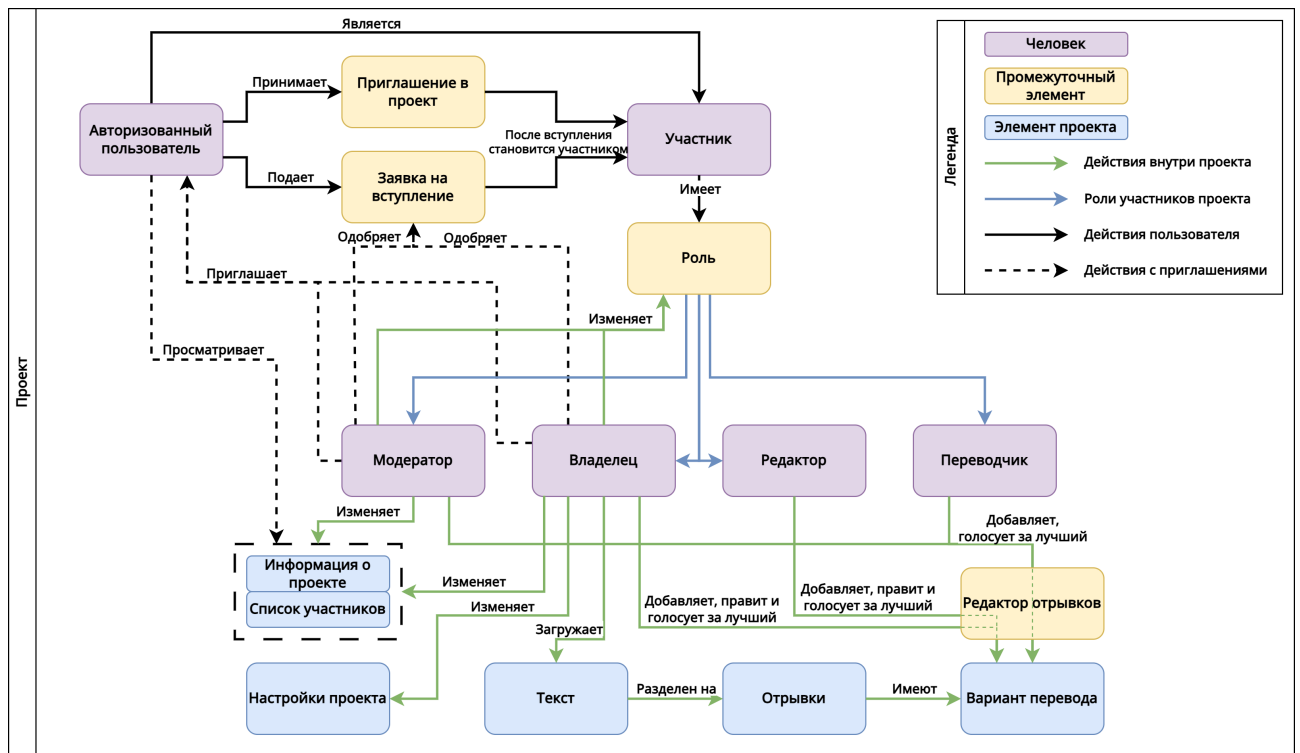 Является
Принимает
Приглашение в
проект
Авторизованный
пользователь
После вступления
становится участником
Участник
Подает
Заявка на
вступление
Имеет
Одобряет
Одобряет
Приглашает
Роль
Изменяет
Просматривает
Проект
Легенда
Человек
Промежуточный
элемент
Элемент проекта
Действия внутри проекта
Роли участников проекта
Действия пользователя
Действия с приглашениями
Модератор
Владелец
Редактор
Переводчик
Изменяет
Добавляет,
голосует за лучший
Информация о
проекте
Список участников
Изменяет
Изменяет
Добавляет, правит и
голосует за лучший
Добавляет, правит и
голосует за лучший
Редактор отрывков
Загружает
Настройки проекта
Текст
Разделен на
Отрывки
Имеют
Вариант перевода